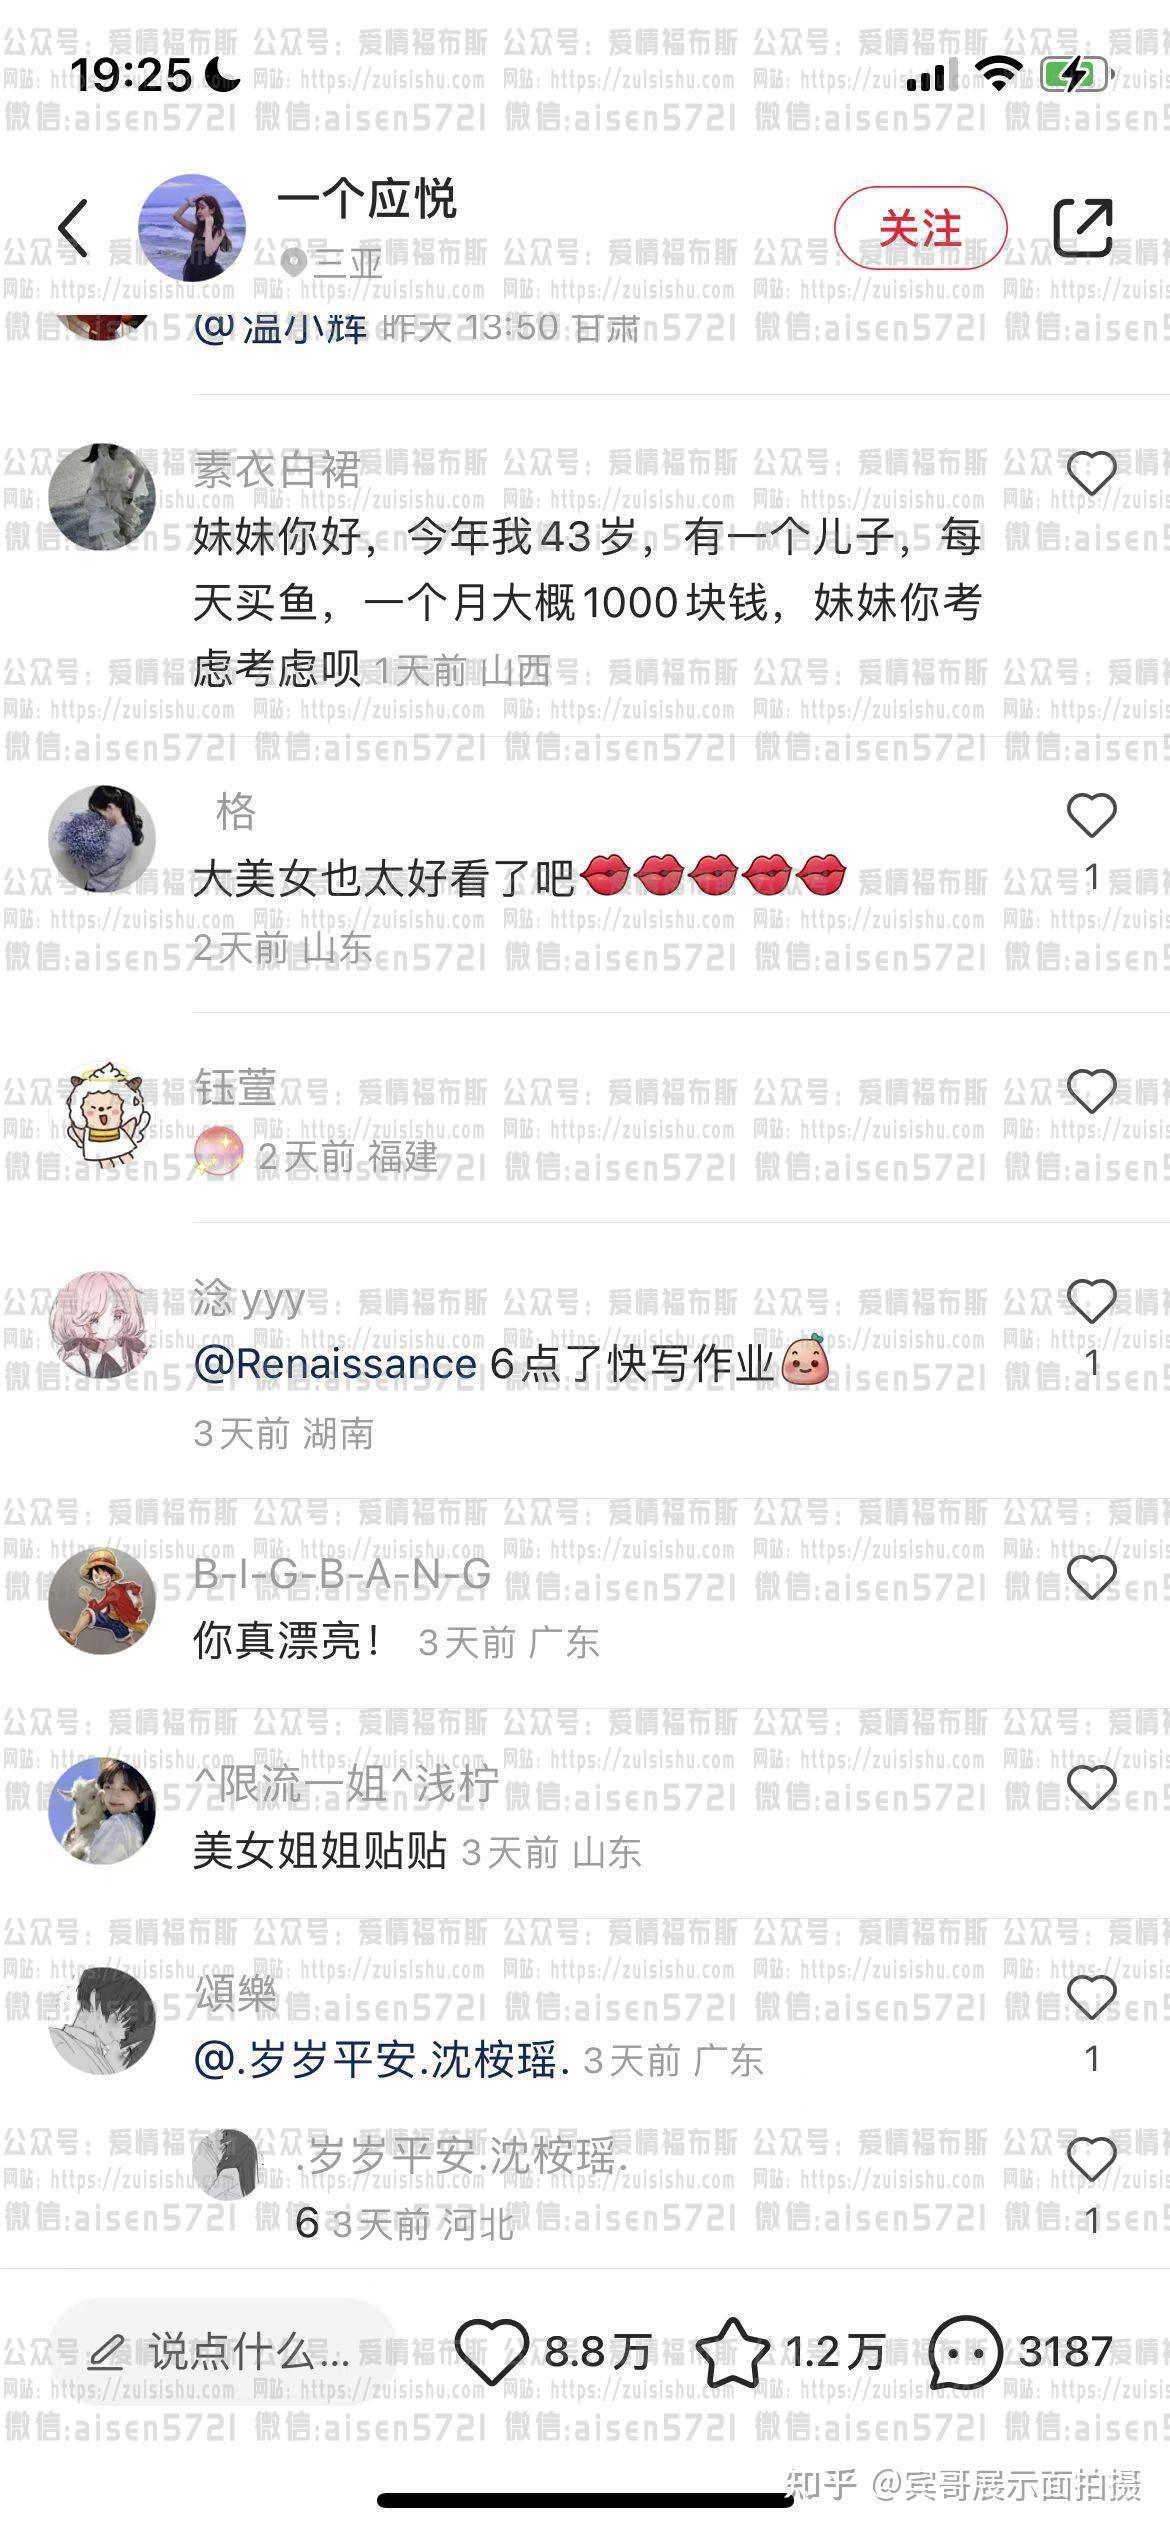 19:25
一个应悦
三亚
关注
@温小辉 昨天 13:50 甘肃
素衣白裙
妹妹你好，今年我43岁，有一个儿子，每
天买鱼，一个月大概1000块钱，妹妹你考
虑考虑呗 1天前 山西
格
大美女也太好看了吧
1
2天前 山东
钰萱
2天前 福建
淰yyy
@Renaissance 6点了快写作业
1
3天前 湖南
B-I-G-B-A-N-G
你真漂亮！ 3天前 广东
^限流一姐^浅柠
美女姐姐贴贴 3天前 山东
頌樂
@.岁岁平安.沈桉瑶. 3天前 广东
1
.岁岁平安.沈桉瑶.
6 3天前 河北
1
说点什么...
8.8万
1.2万
3187
公众号：爱情福布斯
网站：https://zuisishu.com
微信:aisen5721
知乎 @宾哥展示面拍摄